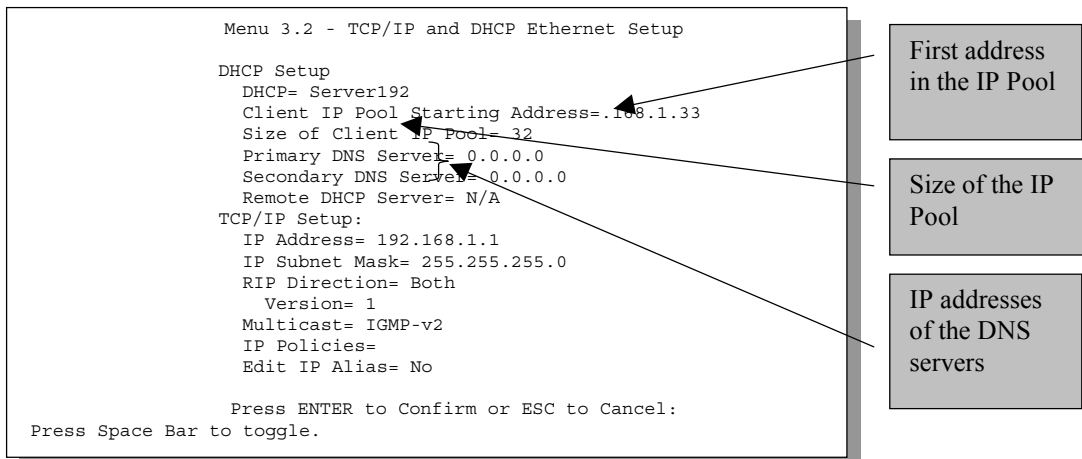 Menu 3.2 - TCP/IP and DHCP Ethernet Setup
DHCP Setup
DHCP= Server192
Client IP Pool Starting Address=.168.1.33
Size of Client IP Pool= 32
Primary DNS Server= 0.0.0.0
Secondary DNS Server= 0.0.0.0
Remote DHCP Server= N/A
TCP/IP Setup:
IP Address= 192.168.1.1
IP Subnet Mask= 255.255.255.0
RIP Direction= Both
Version= 1
Multicast= IGMP-v2
IP Policies=
Edit IP Alias= No
Press ENTER to Confirm or ESC to Cancel:
Press Space Bar to toggle.
First address
in the IP Pool
Size of the IP
Pool
IP addresses
of the DNS
servers